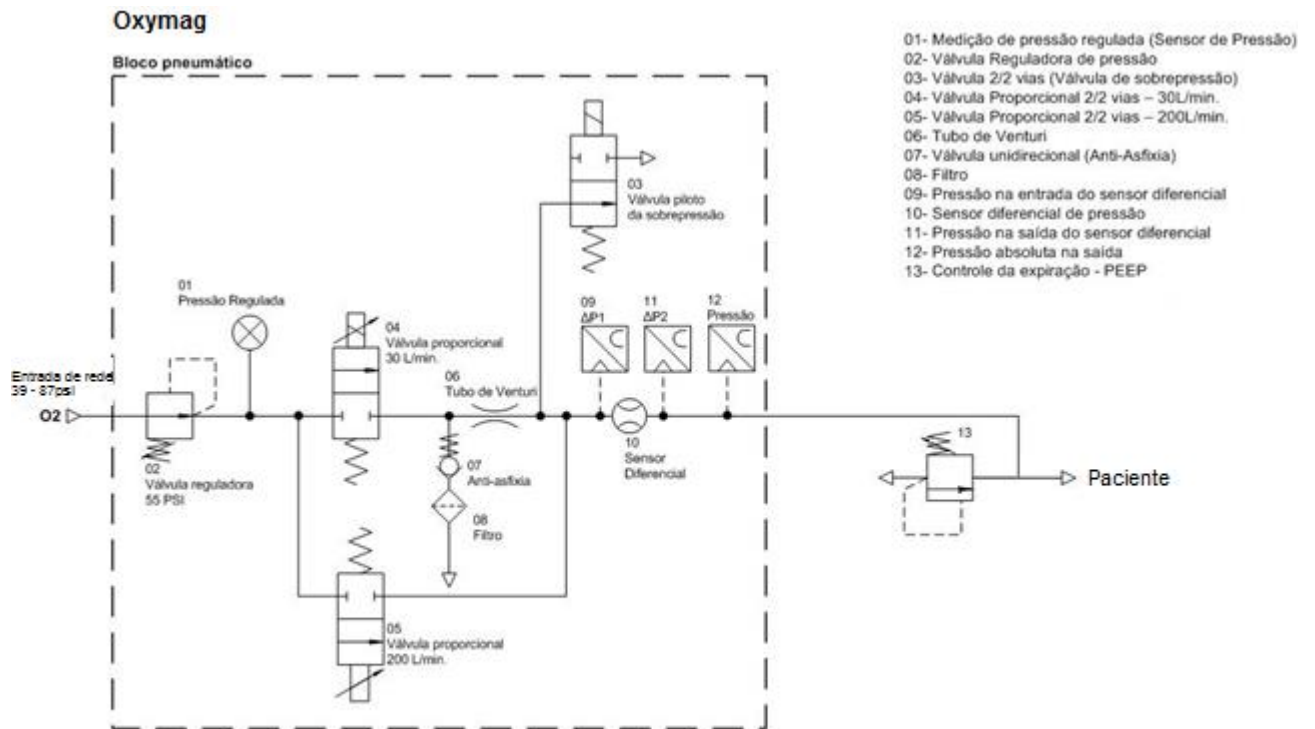 Oxymag
Bloco pneumático
01- Medição de pressão regulada (Sensor de Pressão)
02- Válvula Reguladora de pressão
03- Válvula 2/2 vias (Válvula de sobrepressão)
04- Válvula Proporcional 2/2 vias – 30L/min.
05- Válvula Proporcional 2/2 vias – 200L/min.
06- Tubo de Venturi
07- Válvula unidirecional (Anti-Asfixia)
08- Filtro
09- Pressão na entrada do sensor diferencial
10- Sensor diferencial de pressão
11- Pressão na saída do sensor diferencial
12- Pressão absoluta na saída
13- Controle da expiração - PEEP
03
Válvula piloto
da sobrepressão
01
Pressão Regulada
04
Válvula proporcional
30 L/min.
09
ΔP1
11
ΔP2
12
Pressão
06
Tubo de Venturi
Entrada de rede
39 - 87psi
O2
02
Válvula reguladora
55 PSI
07
Anti-asfixia
08
Filtro
10
Sensor
Diferencial
13
Paciente
05
Válvula proporcional
200 L/min.